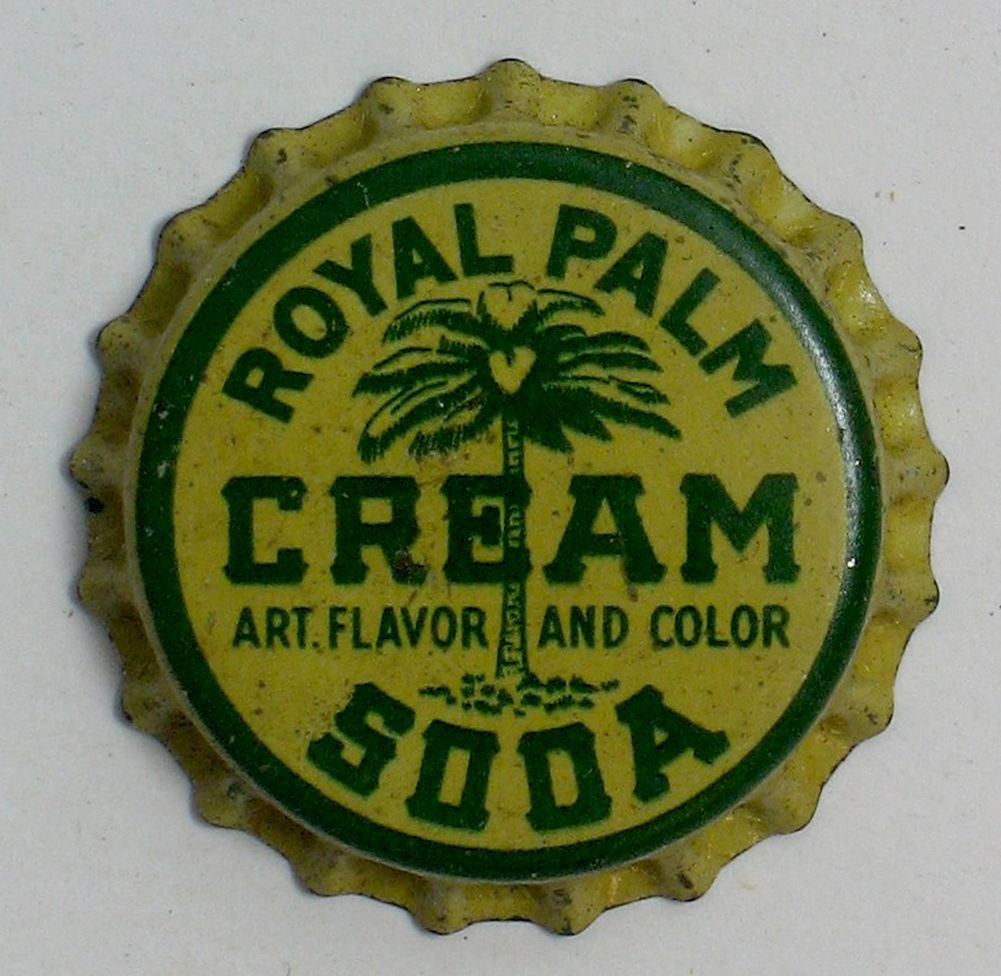 ROYAL PALM
CREAM
ART. FLAVOR AND COLOR
SODA